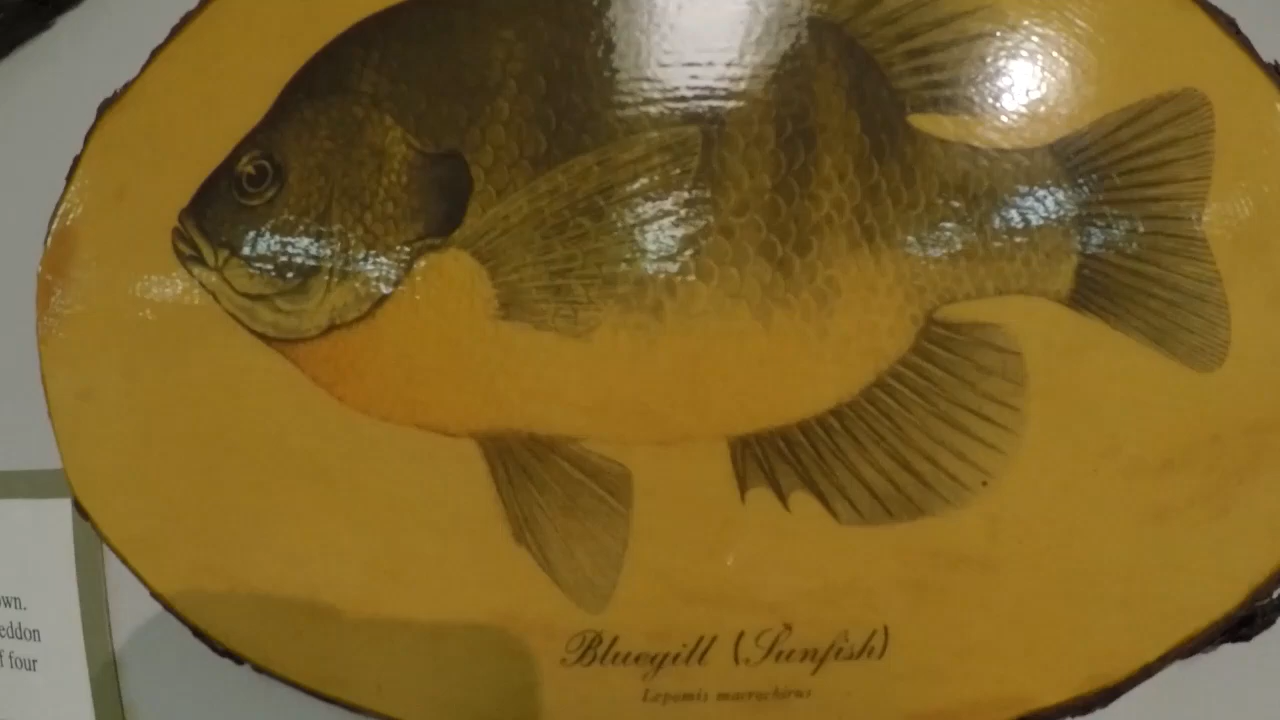 own.
eddon
f four
Bluegill (Sunfish)
Lepomis macrochirus